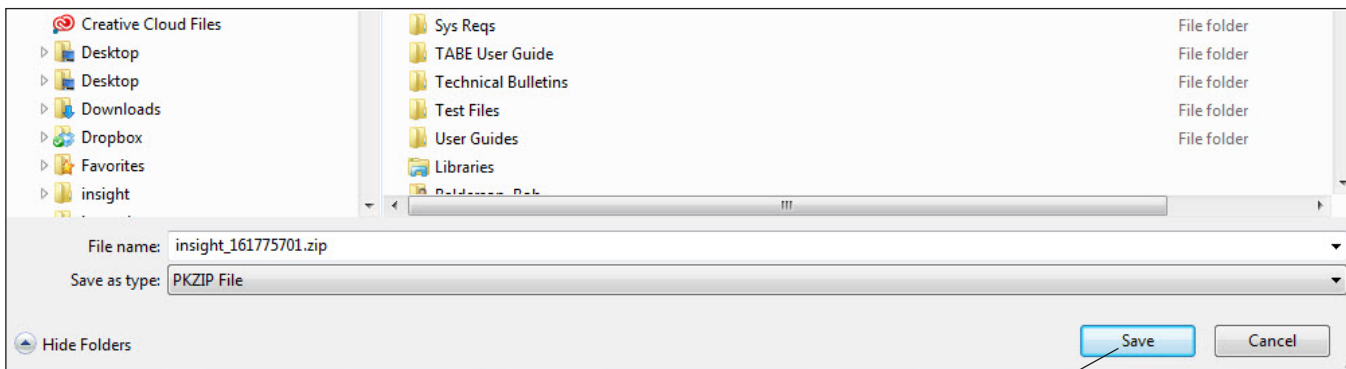 Creative Cloud Files
Desktop
Desktop
Downloads
Dropbox
Favorites
insight
Sys Reqs File folder
TABE User Guide File folder
Technical Bulletins File folder
Test Files File folder
User Guides File folder
Libraries
File name: insight_161775701.zip
Save as type: PKZIP File
Hide Folders
Save Cancel